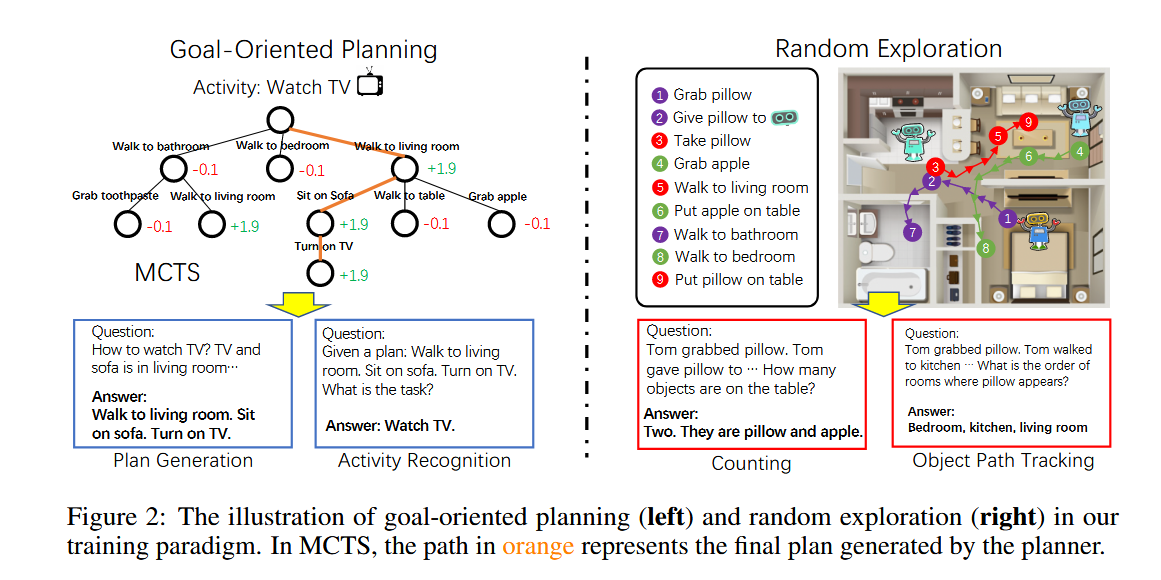 Goal-Oriented Planning
Activity: Watch TV
Walk to bathroom
Walk to bedroom
Walk to living room
-0.1
-0.1
+1.9
Grab toothpaste
Walk to living room
Sit on Sofa
Walk to table
Grab apple
-0.1
+1.9
+1.9
-0.1
-0.1
Turn on TV
+1.9
MCTS
Question:
How to watch TV? TV and
sofa is in living room⋯
Answer:
Walk to living room. Sit
on sofa. Turn on TV.
Plan Generation
Question:
Given a plan: Walk to living
room. Sit on sofa. Turn on TV.
What is the task?
Answer: Watch TV.
Activity Recognition
Random Exploration
1 Grab pillow
2 Give pillow to
3 Take pillow
4 Grab apple
5 Walk to living room
6 Put apple on table
7 Walk to bathroom
8 Walk to bedroom
9 Put pillow on table
9
5
4
6
3
2
1
7
8
Question:
Tom grabbed pillow. Tom
gave pillow to ⋯ How many
objects are on the table?
Answer:
Two. They are pillow and apple.
Counting
Question:
Tom grabbed pillow. Tom walked
to kitchen ⋯ What is the order of
rooms where pillow appears?
Answer:
Bedroom, kitchen, living room
Object Path Tracking
Figure 2: The illustration of goal-oriented planning (left) and random exploration (right) in our
training paradigm. In MCTS, the path in orange represents the final plan generated by the planner.